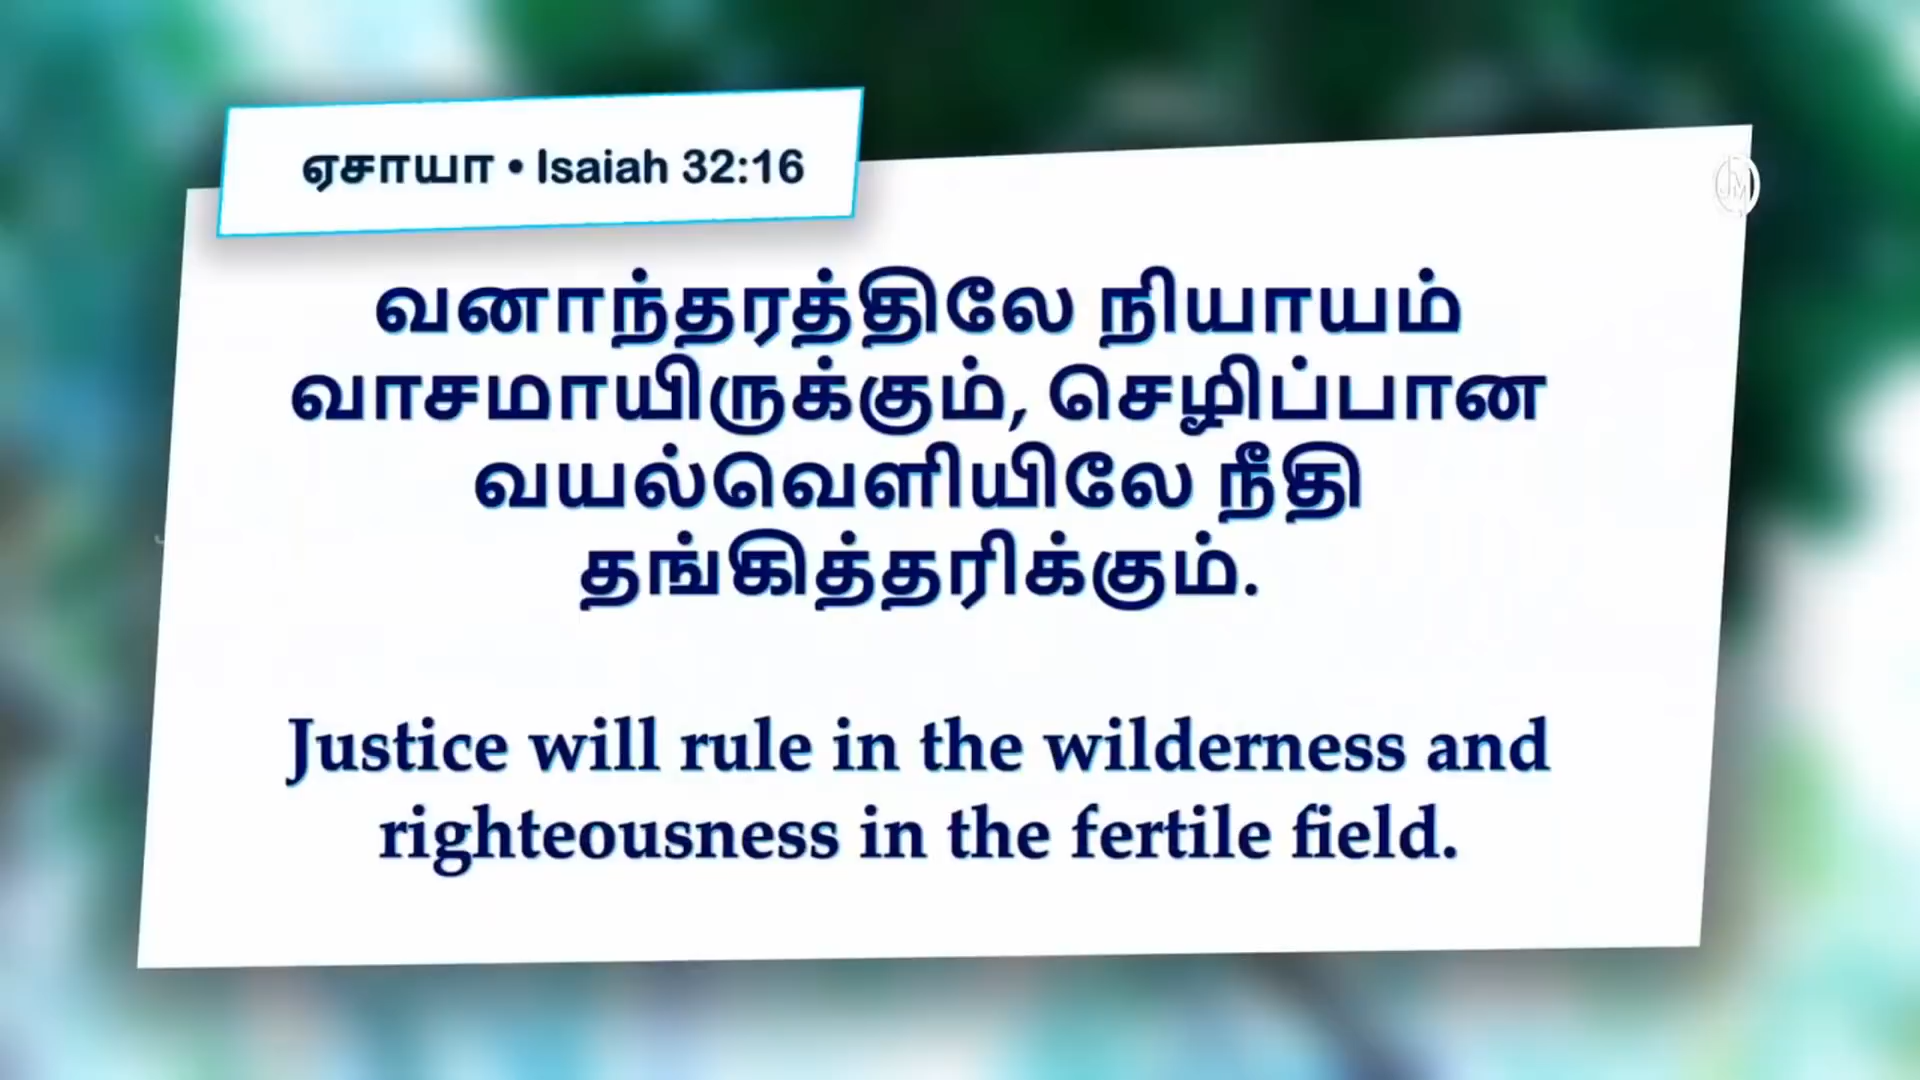 ஏசாயா • Isaiah 32:16
வனாந்தரத்திலே நியாயம்
வாசமாயிருக்கும், செழிப்பான
வயல்வெளியிலே நீதி
தங்கித்தரிக்கும்.
Justice will rule in the wilderness and
righteousness in the fertile field.